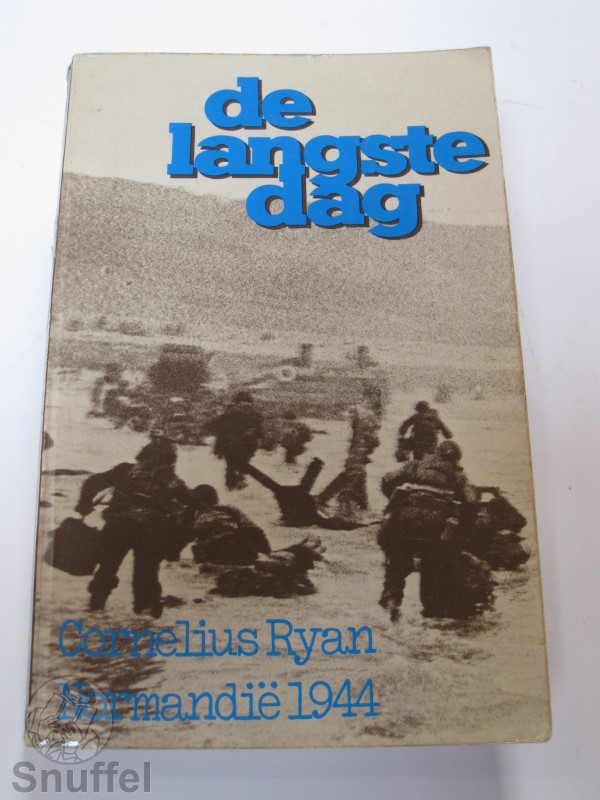 de
langste
dag
Cornelius Ryan
Normandië 1944
Snuffel